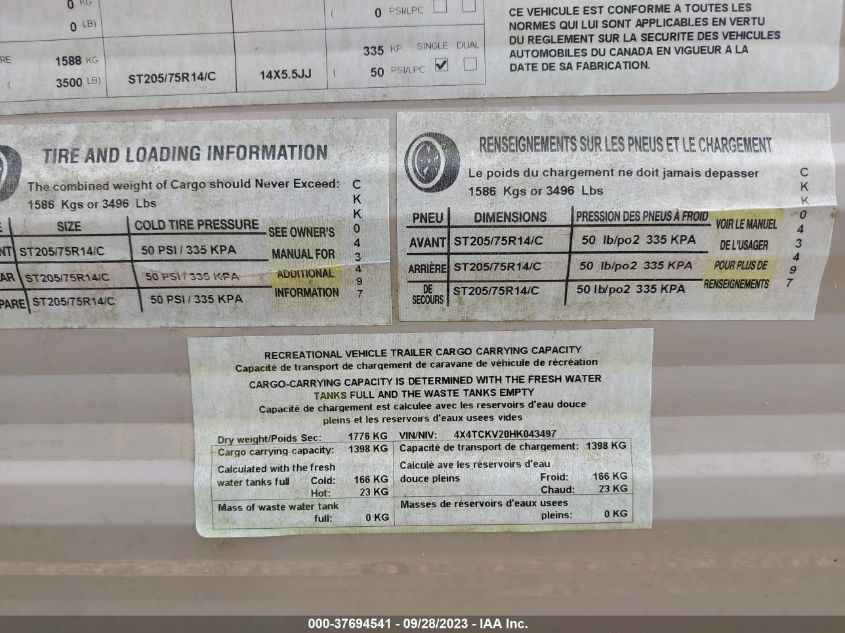 0 KG
0 LB)
0 PSI/LPC
1588 KG
3500 LB)
ST205/75R14/C
14X5.5JJ
335 KP SINGLE DUAL
50 PSI/LPC
CE VEHICULE EST CONFORME A TOUTES LES
NORMES QUI LUI SONT APPLICABLES EN VERTU
DU REGLEMENT SUR LA SECURITE DES VEHICULES
AUTOMOBILES DU CANADA EN VIGUEUR A LA
DATE DE SA FABRICATION.
TIRE AND LOADING INFORMATION
The combined weight of Cargo should Never Exceed:
1586 Kgs or 3496 Lbs
SIZE COLD TIRE PRESSURE
ST205/75R14/C 50 PSI / 335 KPA
ST205/75R14/C 50 PSI / 335 KPA
ST205/75R14/C 50 PSI / 335 KPA
SEE OWNER'S
MANUAL FOR
ADDITIONAL
INFORMATION
CKK043497
RENSEIGNEMENTS SUR LES PNEUS ET LE CHARGEMENT
Le poids du chargement ne doit jamais depasser
1586 Kgs or 3496 Lbs
PNEU DIMENSIONS PRESSION DES PNEUS À FROID
AVANT ST205/75R14/C 50 lb/po2 335 KPA
ARRIÈRE ST205/75R14/C 50 lb/po2 335 KPA
DE SECOURS ST205/75R14/C 50 lb/po2 335 KPA
VOIR LE MANUEL
DE L'USAGER
POUR PLUS DE
RENSEIGNEMENTS
CKK043497
RECREATIONAL VEHICLE TRAILER CARGO CARRYING CAPACITY
Capacité de transport de chargement de caravane de véhicule de récréation
CARGO-CARRYING CAPACITY IS DETERMINED WITH THE FRESH WATER
TANKS FULL AND THE WASTE TANKS EMPTY
Capacité de chargement est calculee avec les reservoirs d'eau douce
pleins et les reservoirs d'eaux usees vides
Dry weight/Poids Sec: 1776 KG VIN/NIV: 4X4TCKV20HK043497
Cargo carrying capacity: 1398 KG Capacité de transport de chargement: 1398 KG
Calculated with the fresh
water tanks full Cold: 166 KG
Hot: 23 KG
Calculé ave les réservoirs d'eau
douce pleins Froid: 166 KG
Chaud: 23 KG
Mass of waste water tank
full: 0 KG
Masses de réservoirs d'eaux usees
pleins: 0 KG
000-37694541 - 09/28/2023 - IAA Inc.